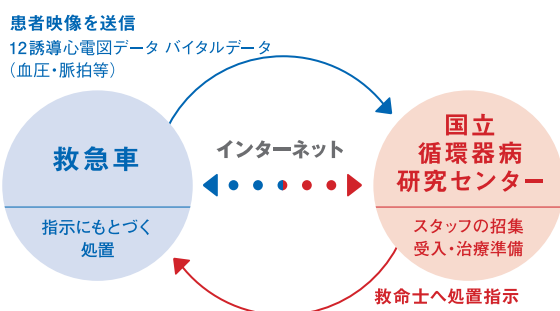 患者映像を送信
12誘導心電図データ バイタルデータ
（血圧・脈拍等）
インターネット
救急車
指示にもとづく
処置
国立
循環器病
研究センター
スタッフの招集
受入・治療準備
救命士へ処置指示